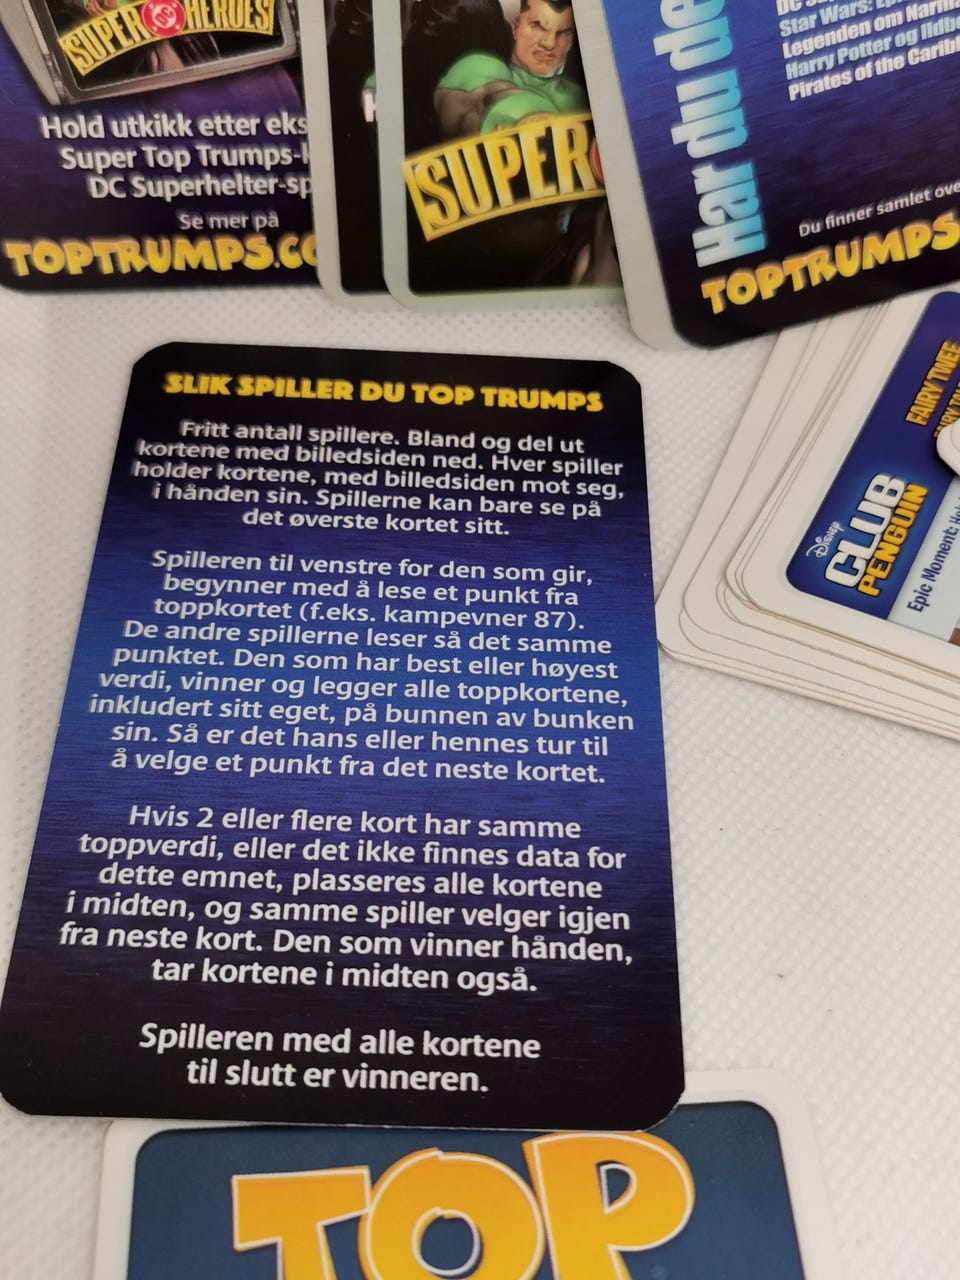 SUPER DC HEROES
Hold utkikk etter
Super Top Trumps-
DC Superhelter-
Se mer på
TOPTRUMPS.
SUPER
Har du
Star Wars:
Legenden om
Harry Potter og
Pirates of the
Du finner samlet
TOPTRUMPS
SLIK SPILLER DU TOP TRUMPS
Fritt antall spillere. Bland og del ut
kortene med billedsiden ned. Hver spiller
holder kortene, med billedsiden mot seg,
i hånden sin. Spillerne kan bare se på
det øverste kortet sitt.
Spilleren til venstre for den som gir,
begynner med å lese et punkt fra
toppkortet (f.eks. kampevner 87).
De andre spillerne leser så det samme
punktet. Den som har best eller høyest
verdi, vinner og legger alle toppkortene,
inkludert sitt eget, på bunnen av bunken
sin. Så er det hans eller hennes tur til
å velge et punkt fra det neste kortet.
Hvis 2 eller flere kort har samme
toppverdi, eller det ikke finnes data for
dette emnet, plasseres alle kortene
i midten, og samme spiller velger igjen
fra neste kort. Den som vinner hånden,
tar kortene i midten også.
Spilleren med alle kortene
til slutt er vinneren.
FAIRY
Disney
CLUB
PENGUIN
Epic Moment:
TOP